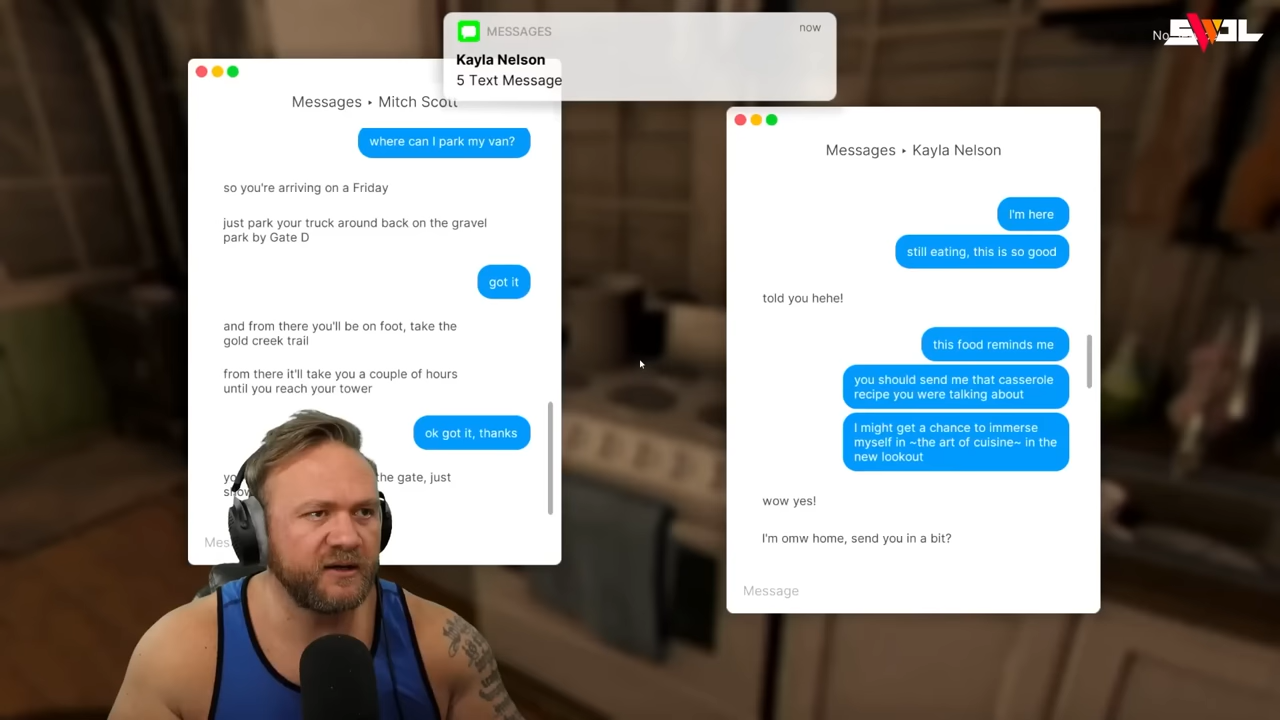 MESSAGES
now
Kayla Nelson
5 Text Message
No
SWOL
Messages ‣ Mitch Scott
where can I park my van?
so you're arriving on a Friday
just park your truck around back on the gravel
park by Gate D
got it
and from there you'll be on foot, take the
gold creek trail
from there it'll take you a couple of hours
until you reach your tower
ok got it, thanks
the gate, just
Messages ‣ Kayla Nelson
I'm here
still eating, this is so good
told you hehe!
this food reminds me
you should send me that casserole
recipe you were talking about
I might get a chance to immerse
myself in ~the art of cuisine~ in the
new lookout
wow yes!
I'm omw home, send you in a bit?
Message